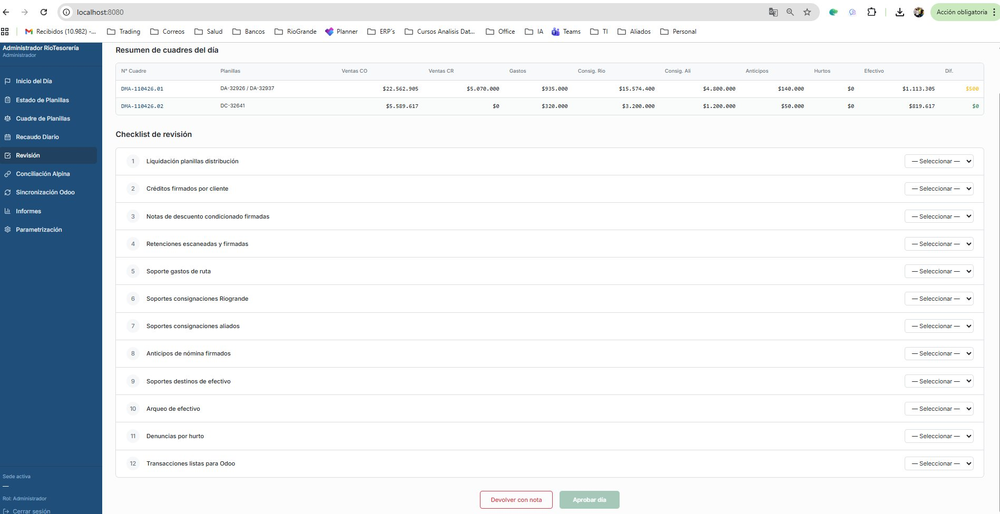 localhost:8080
Acción obligatoria
Recibidos (10.982) -...
Trading
Correos
Salud
Bancos
RioGrande
Planner
ERP´s
Cursos Analisis Dat...
Office
IA
Teams
TI
Aliados
Personal
Administrador RioTesorería
Administrador
Inicio del Día
Estado de Planillas
Cuadre de Planillas
Recaudo Diario
Revisión
Conciliación Alpina
Sincronización Odoo
Informes
Parametrización
Sede activa
—
Rol: Administrador
Cerrar sesión
Resumen de cuadres del día
N° Cuadre Planillas Ventas CO Ventas CR Gastos Consig. Rio Consig. Ali Anticipos Hurtos Efectivo Dif.
DMA-110426.01 DA-32926 / DA-32937 $22.562.905 $5.070.000 $935.000 $15.574.400 $4.800.000 $140.000 $0 $1.113.305 $500
DMA-110426.02 DC-32641 $5.589.617 $0 $320.000 $3.200.000 $1.200.000 $50.000 $0 $819.617 $0
Checklist de revisión
1 Liquidación planillas distribución — Seleccionar —
2 Créditos firmados por cliente — Seleccionar —
3 Notas de descuento condicionado firmadas — Seleccionar —
4 Retenciones escaneadas y firmadas — Seleccionar —
5 Soporte gastos de ruta — Seleccionar —
6 Soportes consignaciones Riogrande — Seleccionar —
7 Soportes consignaciones aliados — Seleccionar —
8 Anticipos de nómina firmados — Seleccionar —
9 Soportes destinos de efectivo — Seleccionar —
10 Arqueo de efectivo — Seleccionar —
11 Denuncias por hurto — Seleccionar —
12 Transacciones listas para Odoo — Seleccionar —
Devolver con nota
Aprobar día